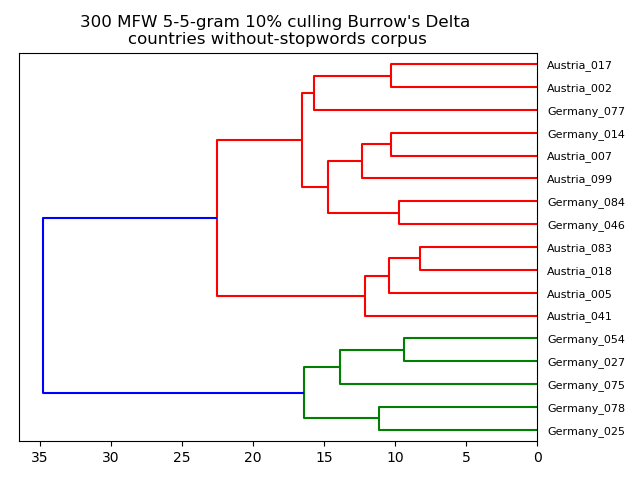 300 MFW 5-5-gram 10% culling Burrow's Delta
countries without-stopwords corpus
Austria_017
Austria_002
Germany_077
Germany_014
Austria_007
Austria_099
Germany_084
Germany_046
Austria_083
Austria_018
Austria_005
Austria_041
Germany_054
Germany_027
Germany_075
Germany_078
Germany_025
35 30 25 20 15 10 5 0